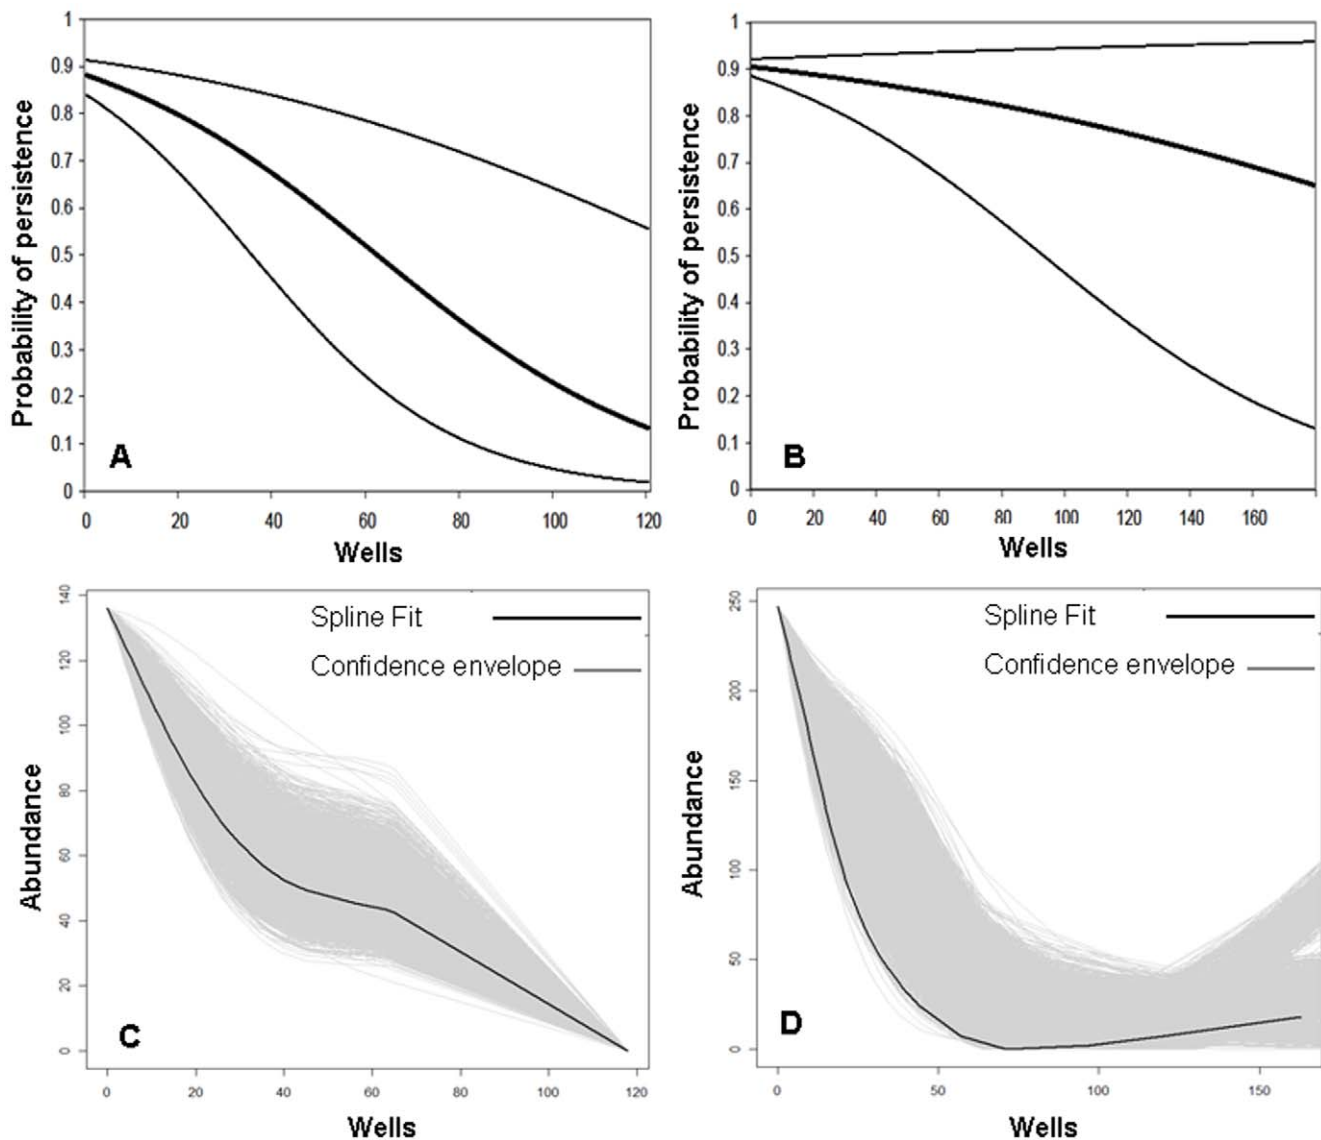 1
0.9
0.8
0.7
0.6
0.5
0.4
0.3
0.2
0.1
0
Probability of persistence
A
0 20 40 60 80 100 120
Wells
1
0.9
0.8
0.7
0.6
0.5
0.4
0.3
0.2
0.1
0
Probability of persistence
B
0 20 40 60 80 100 120 140 160
Wells
140
120
100
80
60
40
20
0
Abundance
Spline Fit
Confidence envelope
C
0 20 40 60 80 100 120
Wells
250
200
150
100
50
0
Abundance
Spline Fit
Confidence envelope
D
0 50 100 150
Wells